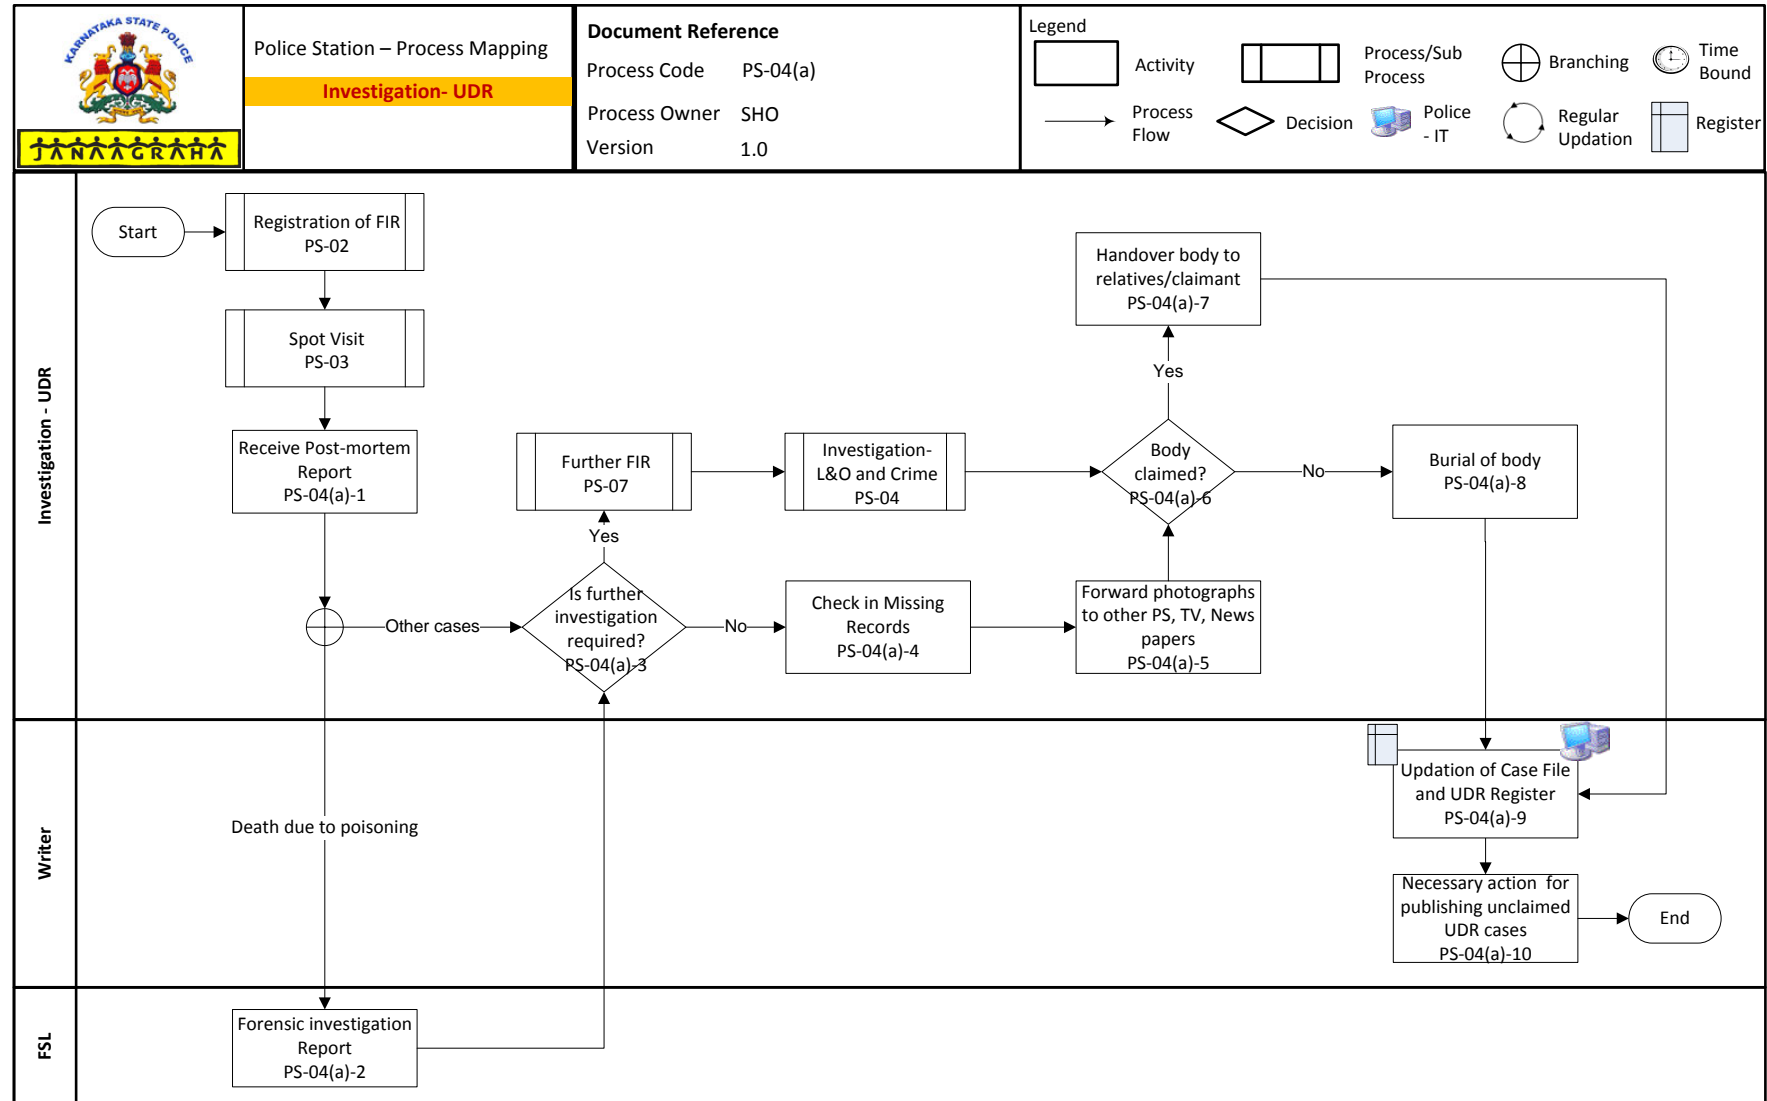 KARNATAKA STATE POLICE
JANAAGRAHA
Police Station – Process Mapping
Investigation- UDR
Document Reference
Process Code PS-04(a)
Process Owner SHO
Version 1.0
Legend
Activity
Process/Sub
Process
Branching
Time
Bound
Process
Flow
Decision
Police
- IT
Regular
Updation
Register
Investigation - UDR
Start
Registration of FIR
PS-02
Spot Visit
PS-03
Receive Post-mortem
Report
PS-04(a)-1
Other cases
Is further
investigation
required?
PS-04(a)-3
Yes
Further FIR
PS-07
Investigation-
L&O and Crime
PS-04
No
Check in Missing
Records
PS-04(a)-4
Forward photographs
to other PS, TV, News
papers
PS-04(a)-5
Body
claimed?
PS-04(a)-6
Yes
Handover body to
relatives/claimant
PS-04(a)-7
No
Burial of body
PS-04(a)-8
Writer
Death due to poisoning
Updation of Case File
and UDR Register
PS-04(a)-9
Necessary action for
publishing unclaimed
UDR cases
PS-04(a)-10
End
FSL
Forensic investigation
Report
PS-04(a)-2